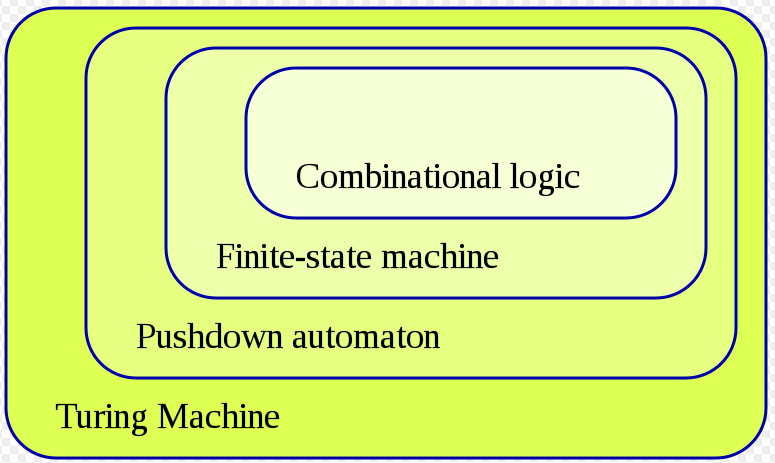 Combinational logic
Finite-state machine
Pushdown automaton
Turing Machine